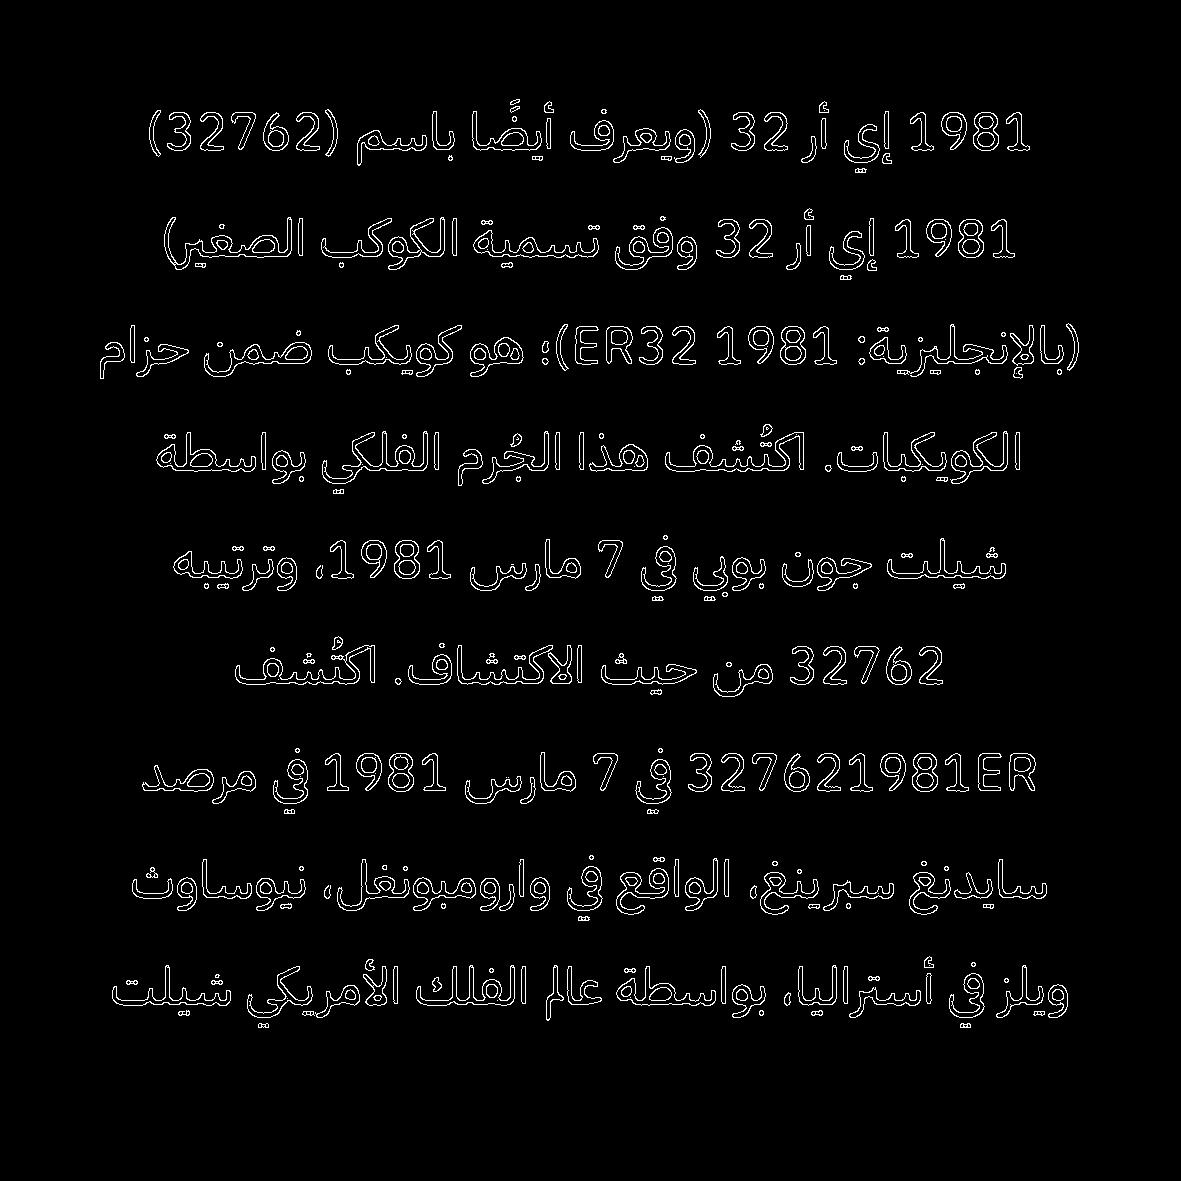 1981 إي أر 32 (ويعرف أيضًا باسم (32762)
1981 إي أر 32 وفق تسمية الكوكب الصغير)
(بالإنجليزية: 1981 ER32)؛ هو كويكب ضمن حزام
الكويكبات. اكتُشف هذا الجُرم الفلكي بواسطة
شيلت جون بوبي في 7 مارس 1981، وترتيبه
32762 من حيث الاكتشاف. اكتُشف
327621981ER في 7 مارس 1981 في مرصد
سايدنغ سبرينغ، الواقع في وارومبونغل، نيوساوث
ويلز في أستراليا، بواسطة عالم الفلك الأمريكي شيلت